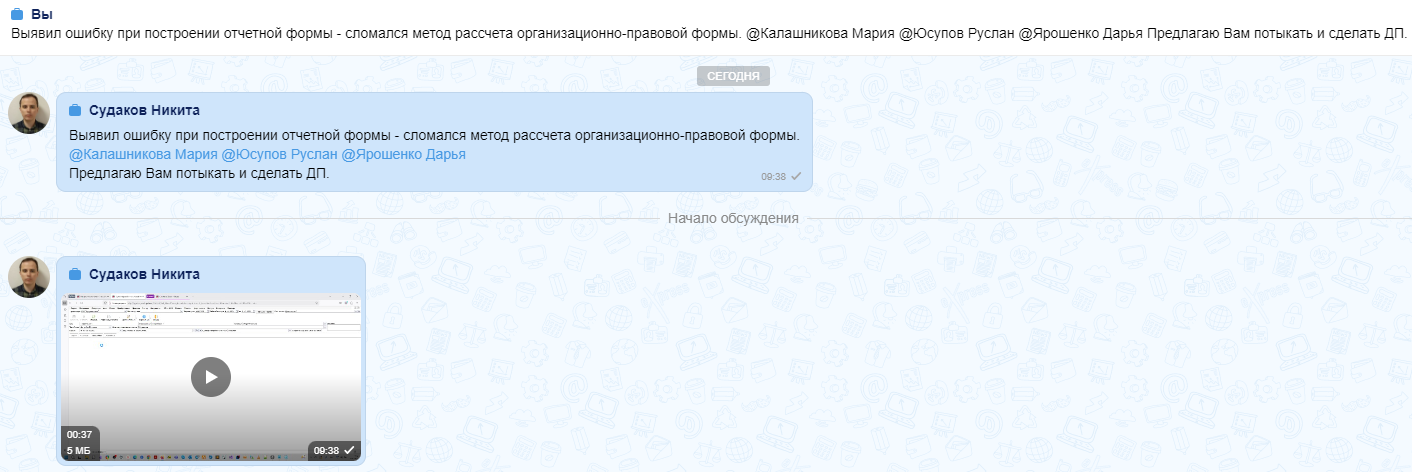 Вы
Выявил ошибку при построении отчетной формы - сломался метод рассчета организационно-правовой формы. @Калашникова Мария @Юсупов Руслан @Ярошенко Дарья Предлагаю Вам потыкать и сделать ДП.
СЕГОДНЯ
Судаков Никита
Выявил ошибку при построении отчетной формы - сломался метод рассчета организационно-правовой формы.
@Калашникова Мария @Юсупов Руслан @Ярошенко Дарья
Предлагаю Вам потыкать и сделать ДП.
09:38
Начало обсуждения
Судаков Никита
00:37
5 МБ
09:38